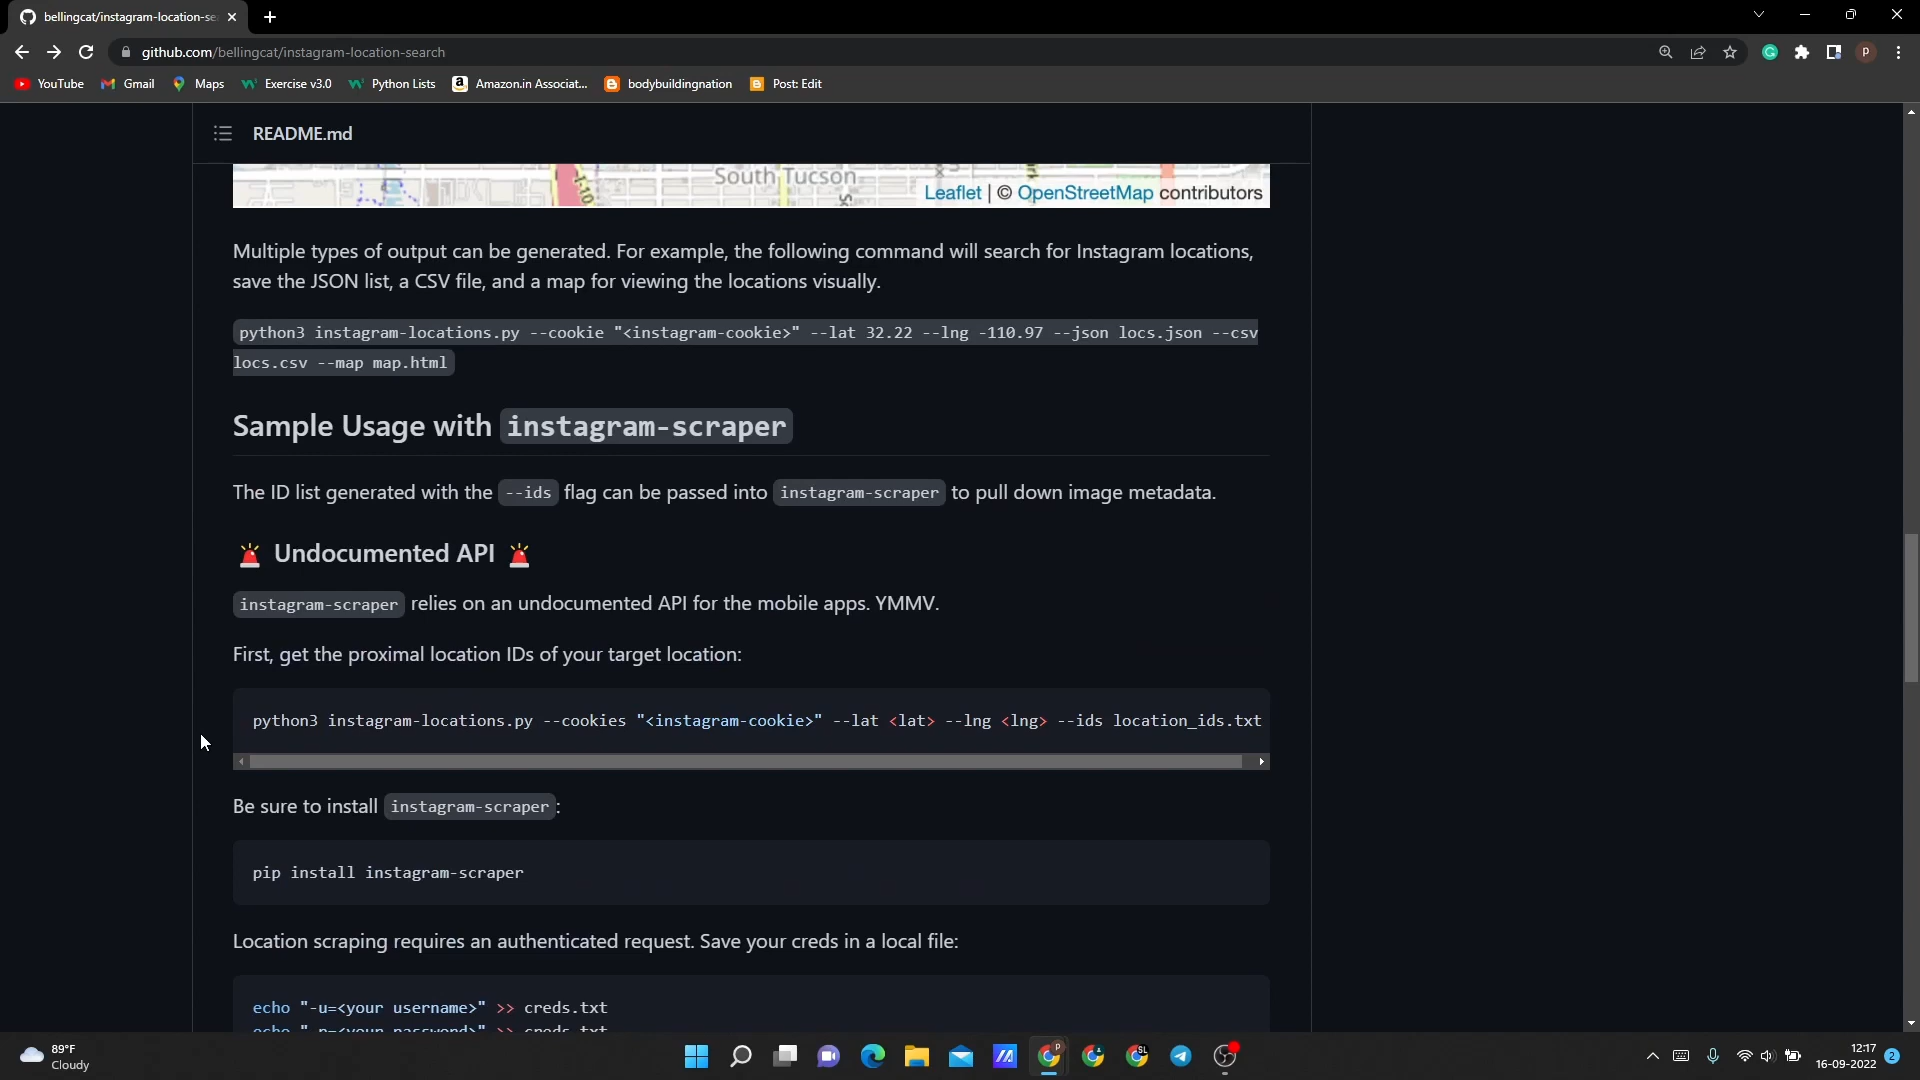 bellingcat/instagram-location-se
github.com/bellingcat/instagram-location-search
P
YouTube
Gmail
Maps
Exercise v3.0
Python Lists
Amazon.in Associat...
bodybuildingnation
Post: Edit
README.md
South Tucson
I-10
Leaflet | © OpenStreetMap contributors
Multiple types of output can be generated. For example, the following command will search for Instagram locations,
save the JSON list, a CSV file, and a map for viewing the locations visually.
python3 instagram-locations.py --cookie "<instagram-cookie>" --lat 32.22 --lng -110.97 --json locs.json --csv
locs.csv --map map.html
Sample Usage with instagram-scraper
The ID list generated with the --ids flag can be passed into instagram-scraper to pull down image metadata.
Undocumented API
instagram-scraper relies on an undocumented API for the mobile apps. YMMV.
First, get the proximal location IDs of your target location:
python3 instagram-locations.py --cookies "<instagram-cookie>" --lat <lat> --lng <lng> --ids location_ids.txt
Be sure to install instagram-scraper:
pip install instagram-scraper
Location scraping requires an authenticated request. Save your creds in a local file:
echo "-u=<your username>" >> creds.txt
echo "-p=<your password>" >> creds.txt
89°F
Cloudy
P
SL
12:17
16-09-2022
2